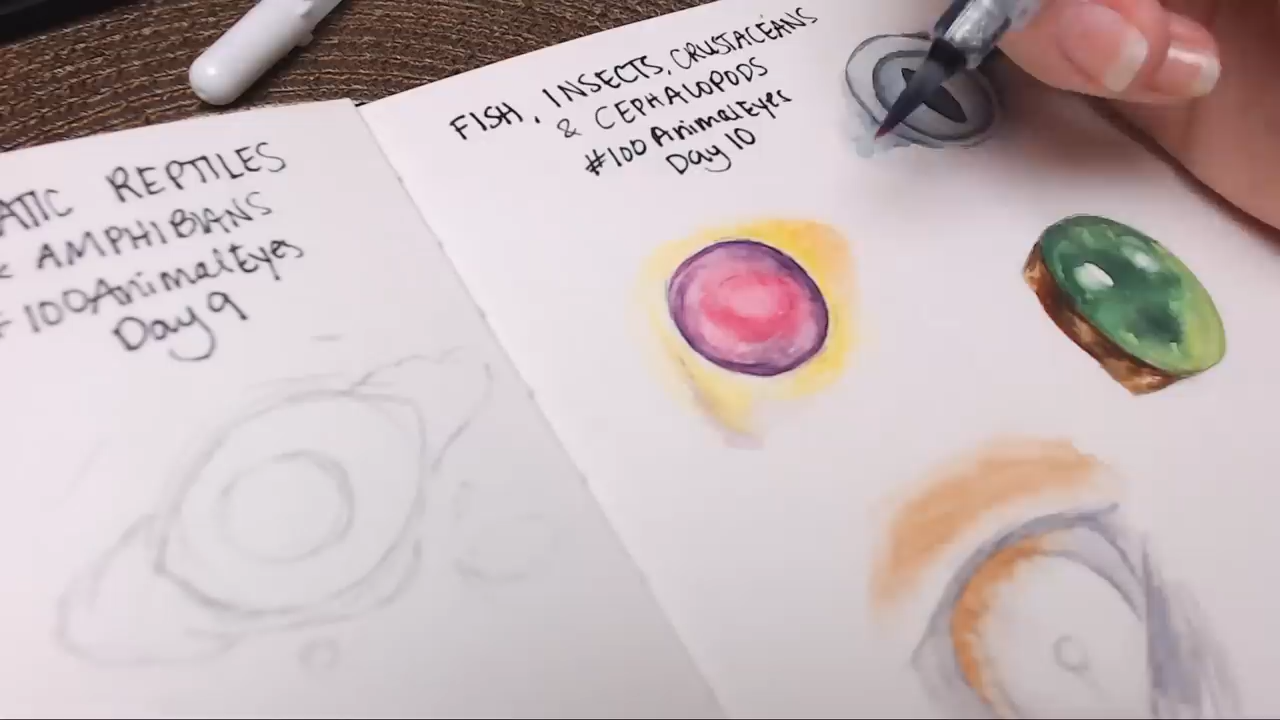 ATIC REPTILES
& AMPHIBIANS
#100AnimalEyes
Day 9
FISH, INSECTS, CRUSTACEANS
& CEPHALOPODS
#100AnimalEyes
Day 10